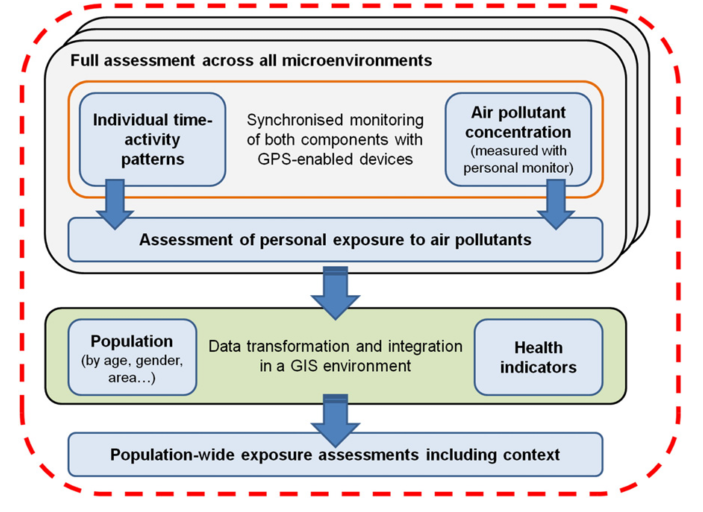 Full assessment across all microenvironments
Individual time-
activity
patterns
Synchronised monitoring
of both components with
GPS-enabled devices
Air pollutant
concentration
(measured with
personal monitor)
Assessment of personal exposure to air pollutants
Population
(by age, gender,
area…)
Data transformation and integration
in a GIS environment
Health
indicators
Population-wide exposure assessments including context